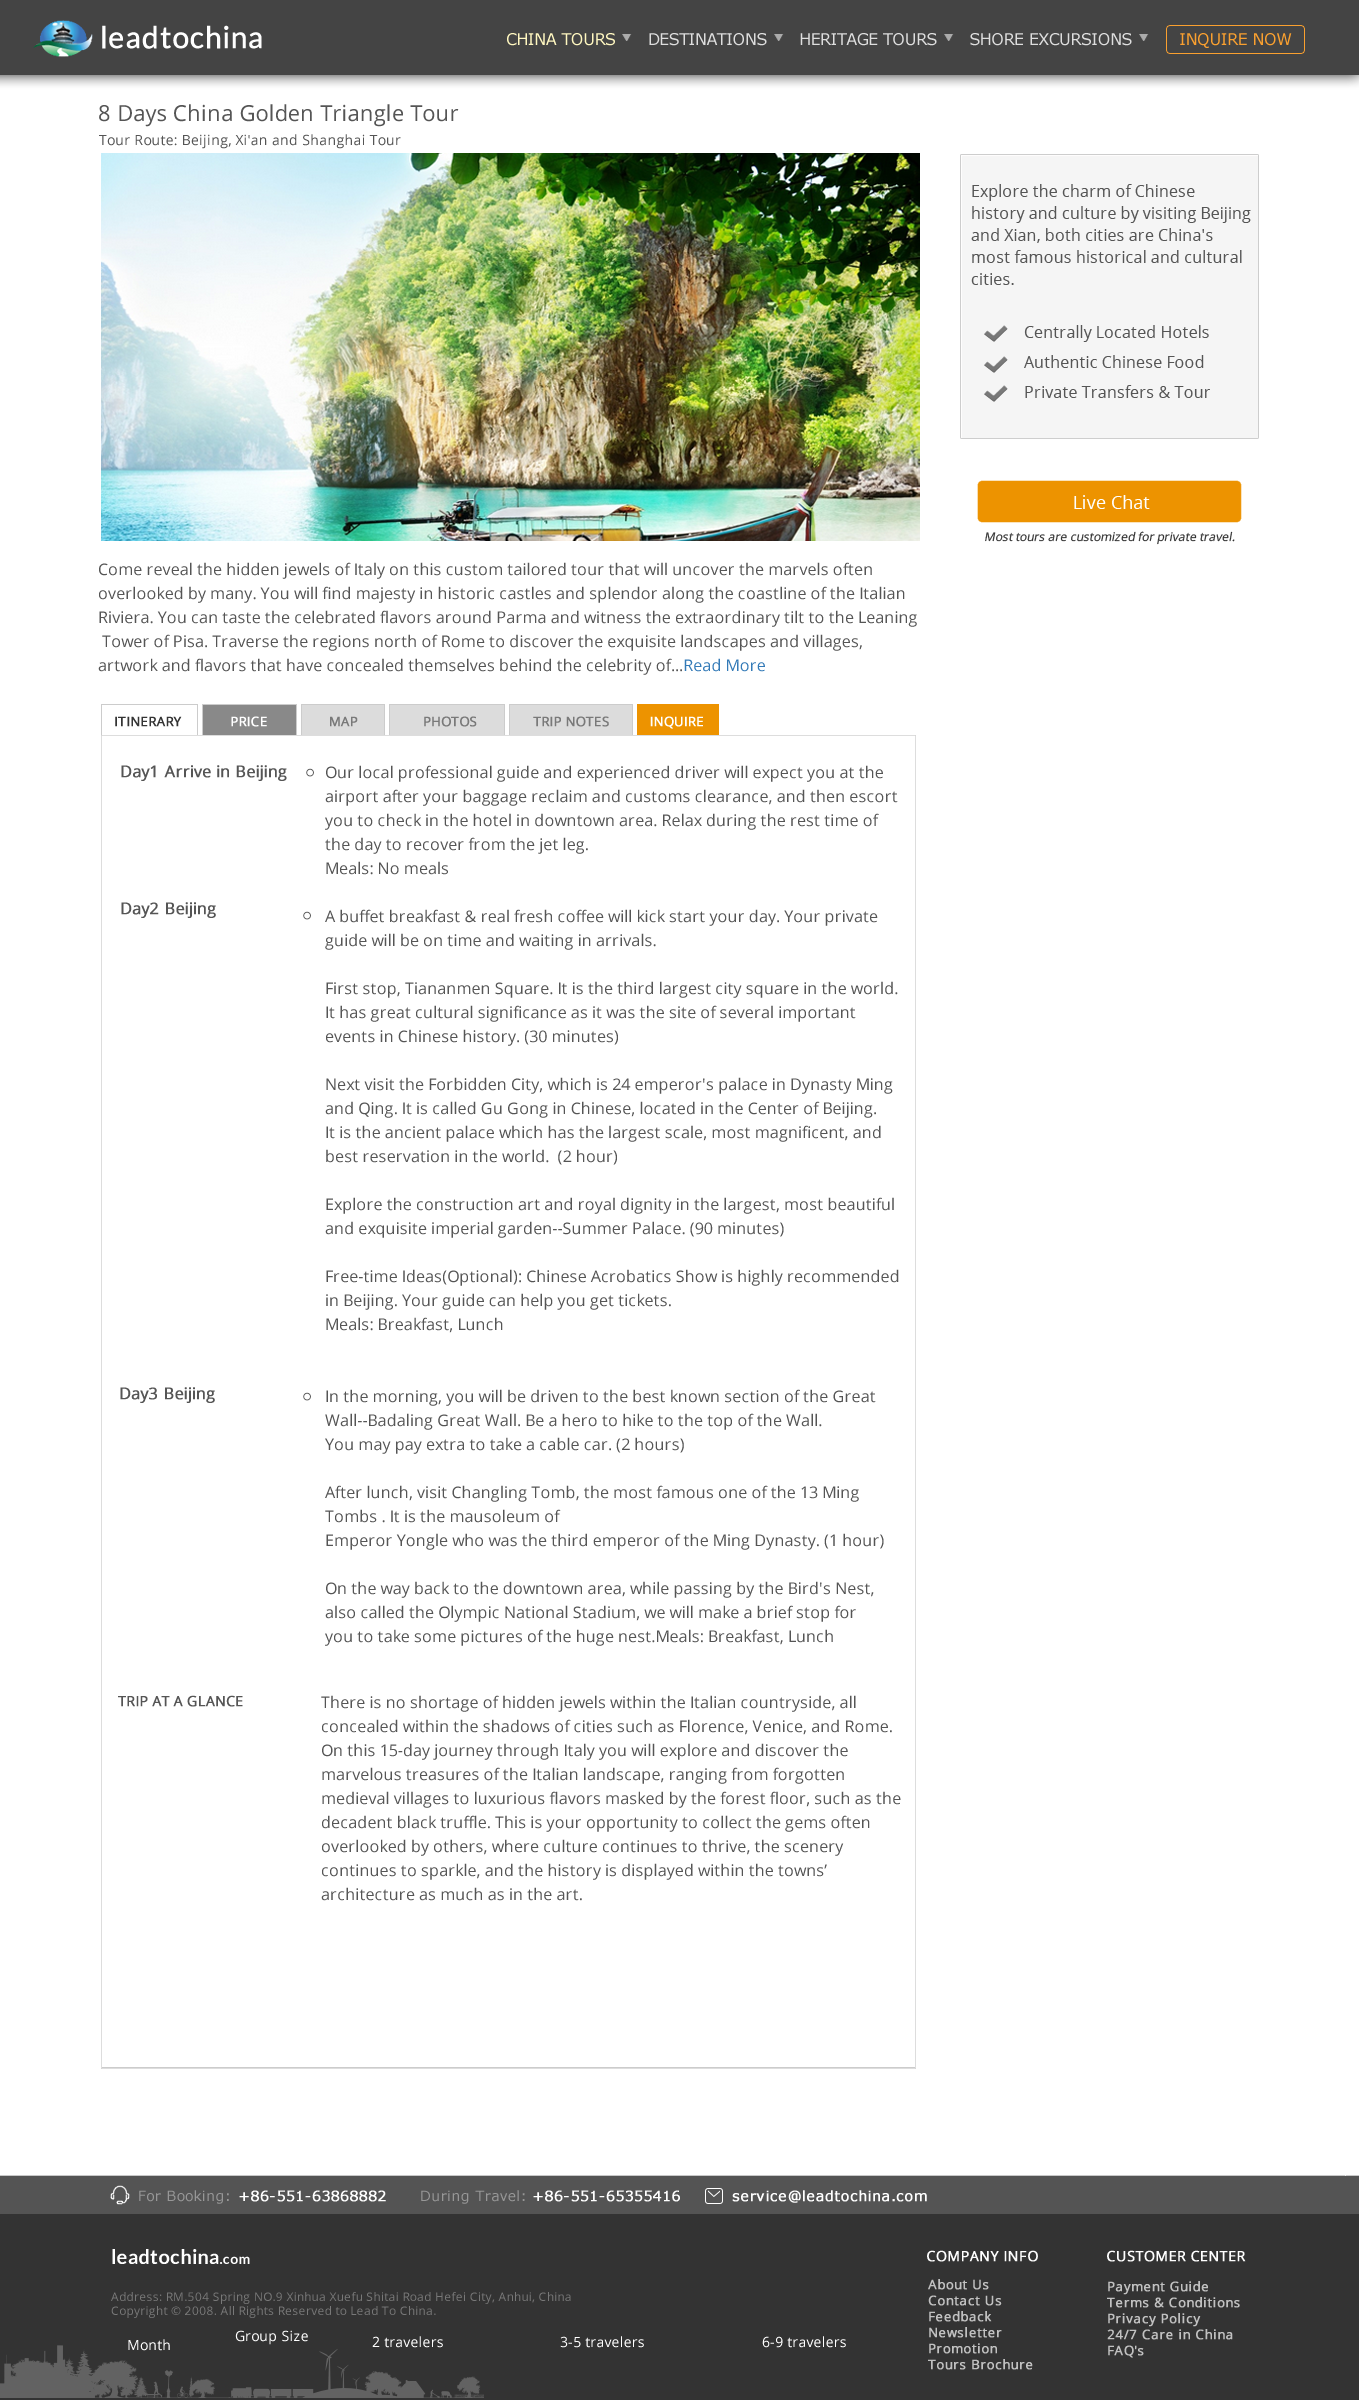 leadtochina
CHINA TOURS
DESTINATIONS
HERITAGE TOURS
SHORE EXCURSIONS
INQUIRE NOW
8 Days China Golden Triangle Tour
Tour Route: Beijing, Xi'an and Shanghai Tour
Explore the charm of Chinese
history and culture by visiting Beijing
and Xian, both cities are China's
most famous historical and cultural
cities.
Centrally Located Hotels
Authentic Chinese Food
Private Transfers & Tour
Live Chat
Most tours are customized for private travel.
Come reveal the hidden jewels of Italy on this custom tailored tour that will uncover the marvels often
overlooked by many. You will find majesty in historic castles and splendor along the coastline of the Italian
Riviera. You can taste the celebrated flavors around Parma and witness the extraordinary tilt to the Leaning
Tower of Pisa. Traverse the regions north of Rome to discover the exquisite landscapes and villages,
artwork and flavors that have concealed themselves behind the celebrity of...Read More
ITINERARY
PRICE
MAP
PHOTOS
TRIP NOTES
INQUIRE
Day1 Arrive in Beijing
Our local professional guide and experienced driver will expect you at the
airport after your baggage reclaim and customs clearance, and then escort
you to check in the hotel in downtown area. Relax during the rest time of
the day to recover from the jet leg.
Meals: No meals
Day2 Beijing
A buffet breakfast & real fresh coffee will kick start your day. Your private
guide will be on time and waiting in arrivals.
First stop, Tiananmen Square. It is the third largest city square in the world.
It has great cultural significance as it was the site of several important
events in Chinese history. (30 minutes)
Next visit the Forbidden City, which is 24 emperor's palace in Dynasty Ming
and Qing. It is called Gu Gong in Chinese, located in the Center of Beijing.
It is the ancient palace which has the largest scale, most magnificent, and
best reservation in the world. (2 hour)
Explore the construction art and royal dignity in the largest, most beautiful
and exquisite imperial garden--Summer Palace. (90 minutes)
Free-time Ideas(Optional): Chinese Acrobatics Show is highly recommended
in Beijing. Your guide can help you get tickets.
Meals: Breakfast, Lunch
Day3 Beijing
In the morning, you will be driven to the best known section of the Great
Wall--Badaling Great Wall. Be a hero to hike to the top of the Wall.
You may pay extra to take a cable car. (2 hours)
After lunch, visit Changling Tomb, the most famous one of the 13 Ming
Tombs . It is the mausoleum of
Emperor Yongle who was the third emperor of the Ming Dynasty. (1 hour)
On the way back to the downtown area, while passing by the Bird's Nest,
also called the Olympic National Stadium, we will make a brief stop for
you to take some pictures of the huge nest.Meals: Breakfast, Lunch
TRIP AT A GLANCE
There is no shortage of hidden jewels within the Italian countryside, all
concealed within the shadows of cities such as Florence, Venice, and Rome.
On this 15-day journey through Italy you will explore and discover the
marvelous treasures of the Italian landscape, ranging from forgotten
medieval villages to luxurious flavors masked by the forest floor, such as the
decadent black truffle. This is your opportunity to collect the gems often
overlooked by others, where culture continues to thrive, the scenery
continues to sparkle, and the history is displayed within the towns’
architecture as much as in the art.
For Booking: +86-551-63868882
During Travel: +86-551-65355416
service@leadtochina.com
leadtochina.com
Address: RM.504 Spring NO.9 Xinhua Xuefu Shitai Road Hefei City, Anhui, China
Copyright © 2008. All Rights Reserved to Lead To China.
Month
Group Size
2 travelers
3-5 travelers
6-9 travelers
COMPANY INFO
About Us
Contact Us
Feedback
Newsletter
Promotion
Tours Brochure
CUSTOMER CENTER
Payment Guide
Terms & Conditions
Privacy Policy
24/7 Care in China
FAQ's